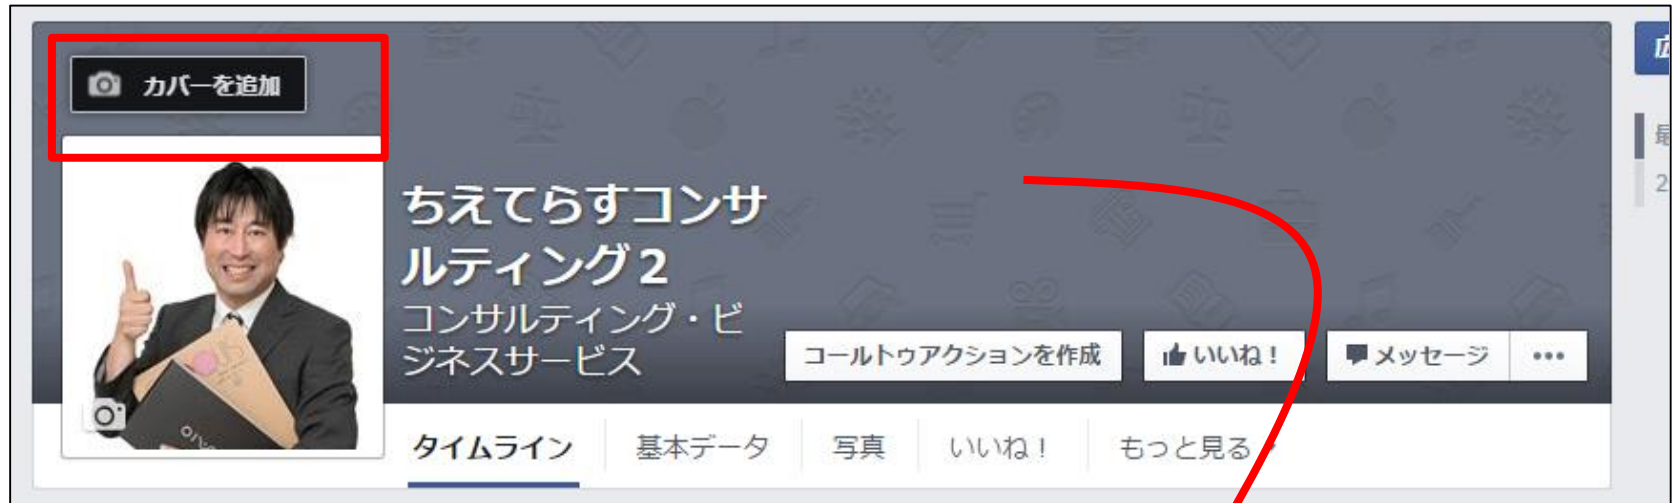 カバーを追加
ちえてらすコンサ
ルティング２
コンサルティング・ビ
ジネスサービス
コールトゥアクションを作成
いいね！
メッセージ
タイムライン
基本データ
写真
いいね！
もっと見る
2